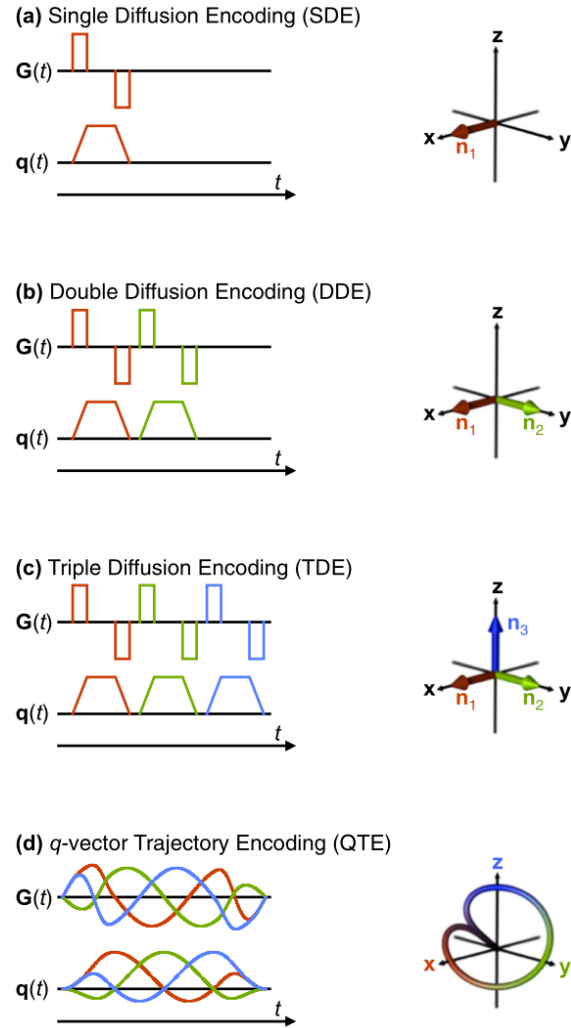 (a) Single Diffusion Encoding (SDE)
z
G(t)
x n₁ y
q(t)
t
(b) Double Diffusion Encoding (DDE)
z
G(t)
x n₁ n₂ y
q(t)
t
(c) Triple Diffusion Encoding (TDE)
z
G(t) n₃
x n₁ n₂ y
q(t)
t
(d) q-vector Trajectory Encoding (QTE)
z
G(t)
x y
q(t)
t